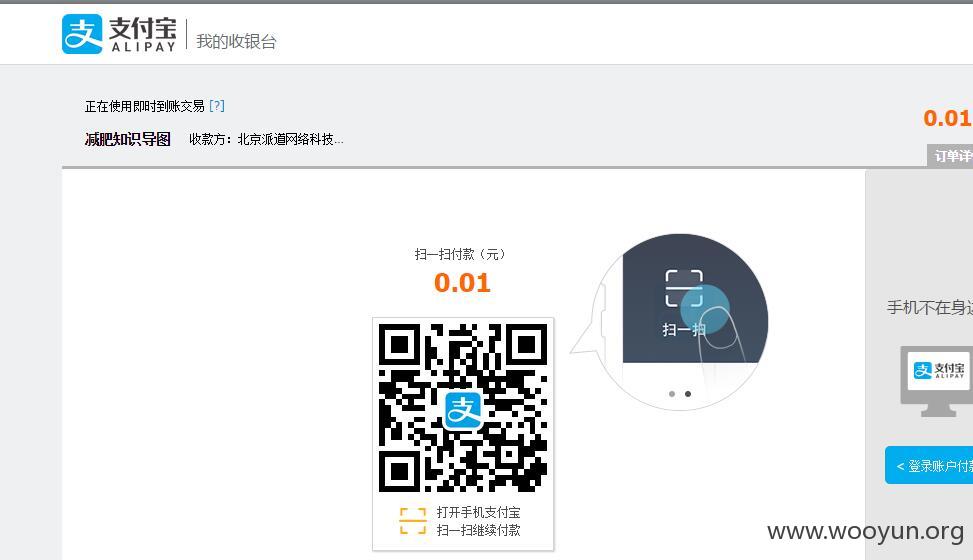 支付宝
ALIPAY
我的收银台
正在使用即时到账交易 [?]
减肥知识导图 收款方：北京派道网络科技...
0.01
订单详
扫一扫付款（元）
0.01
扫一扫
支
打开手机支付宝
扫一扫继续付款
手机不在身边
支付宝
ALIPAY
< 登录账户付款
www.wooyun.org